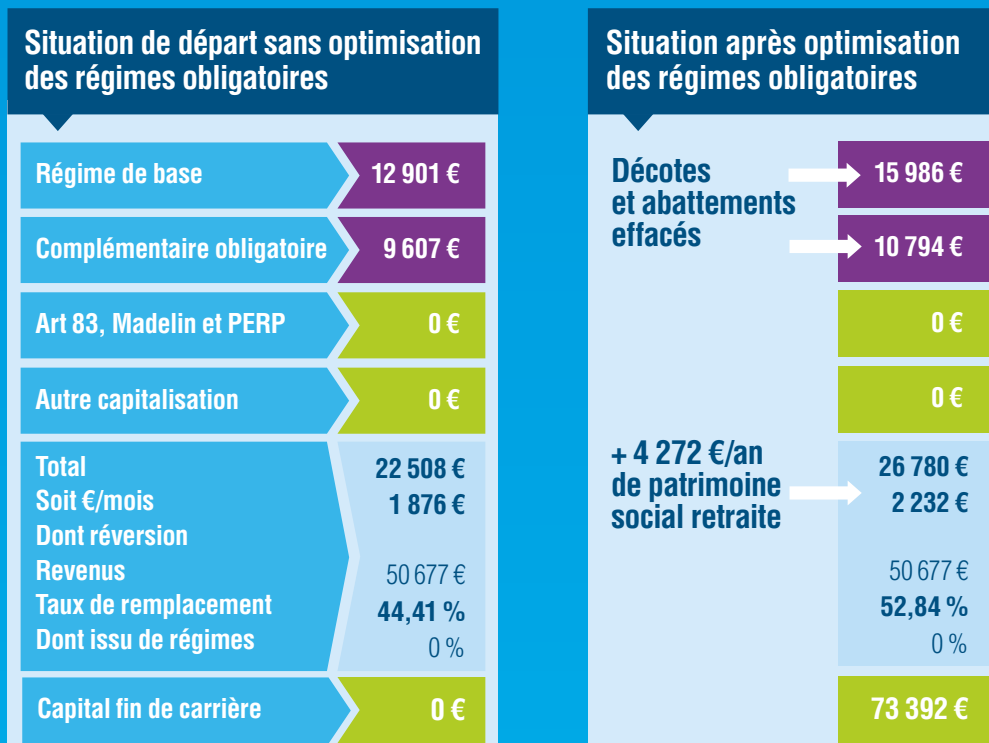 Situation de départ sans optimisation
des régimes obligatoires
Régime de base 12 901 €
Complémentaire obligatoire 9 607 €
Art 83, Madelin et PERP 0 €
Autre capitalisation 0 €
Total 22 508 €
Soit €/mois 1 876 €
Dont réversion
Revenus 50 677 €
Taux de remplacement 44,41 %
Dont issu de régimes 0 %
Capital fin de carrière 0 €
Situation après optimisation
des régimes obligatoires
Décotes
et abattements
effacés
15 986 €
10 794 €
0 €
0 €
+ 4 272 €/an
de patrimoine
social retraite
26 780 €
2 232 €
50 677 €
52,84 %
0 %
73 392 €